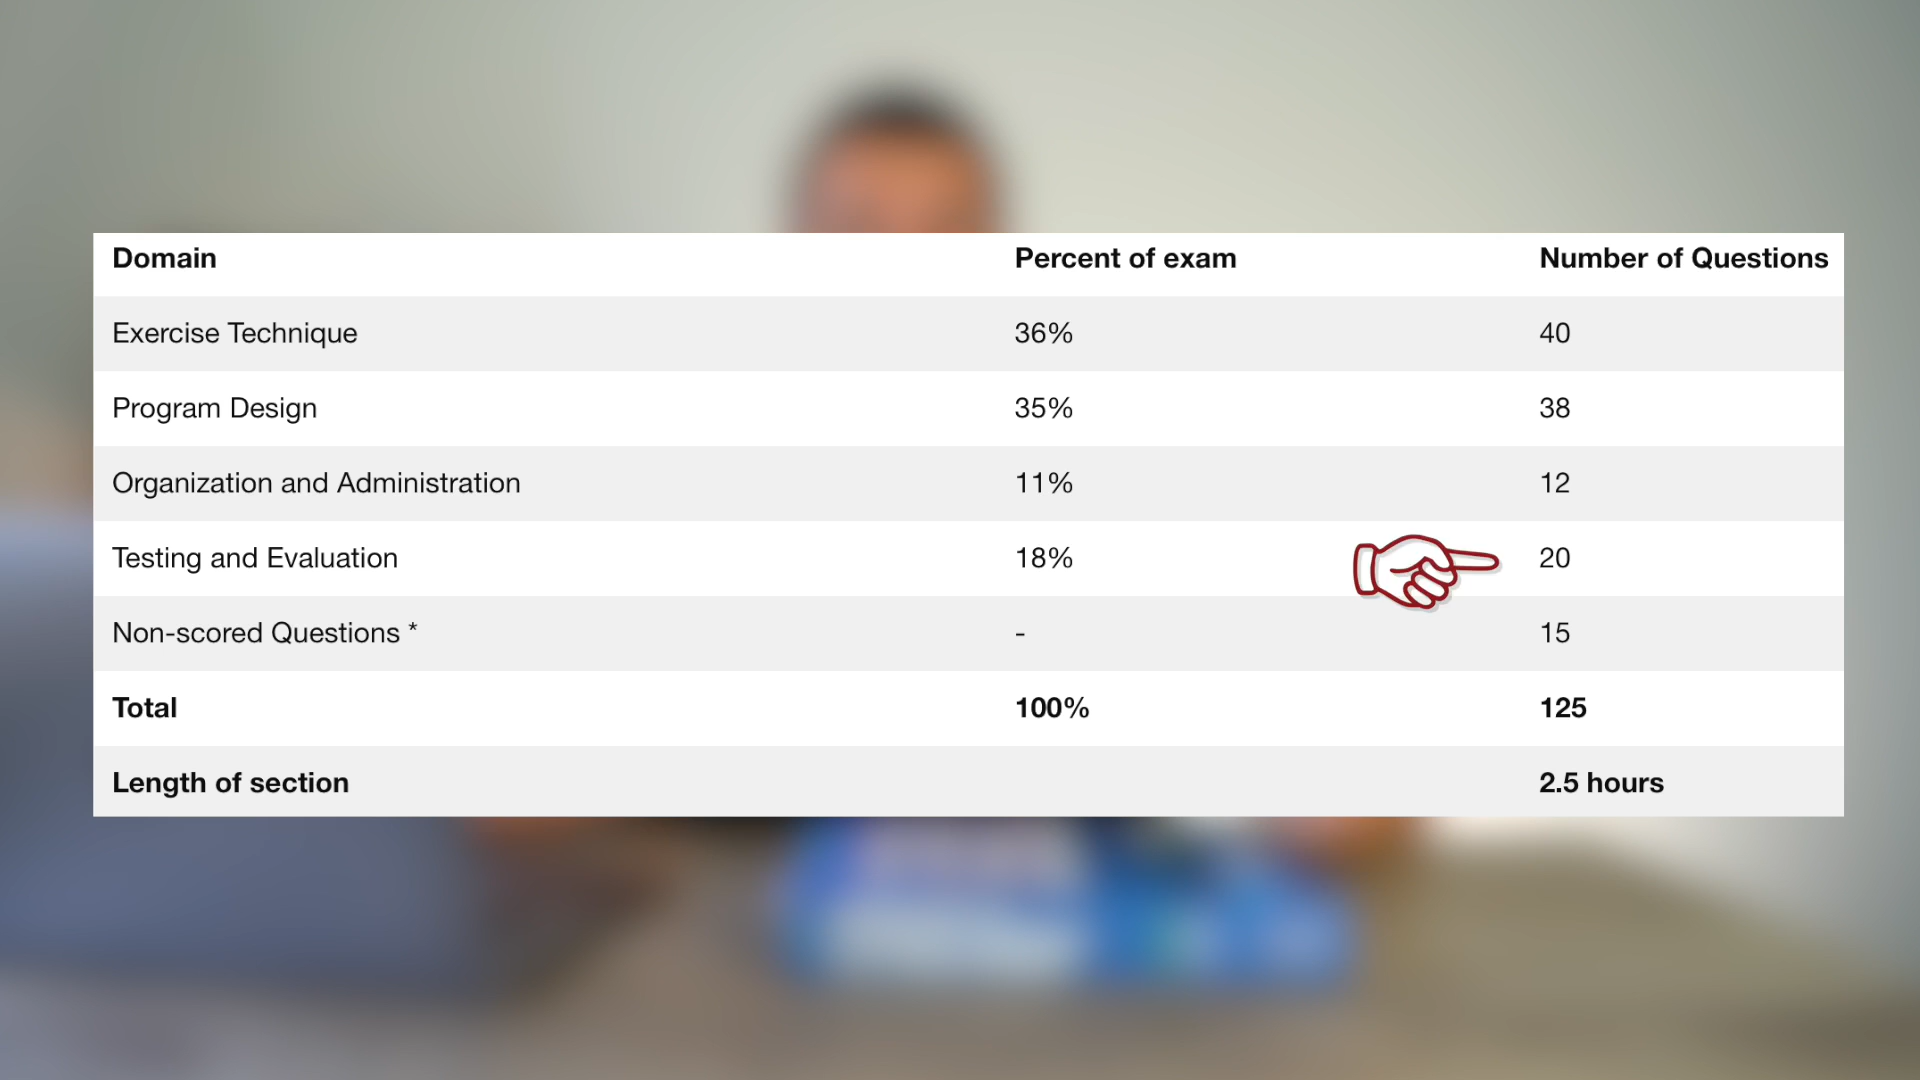 Domain Percent of exam Number of Questions
Exercise Technique 36% 40
Program Design 35% 38
Organization and Administration 11% 12
Testing and Evaluation 18% 20
Non-scored Questions * - 15
Total 100% 125
Length of section 2.5 hours